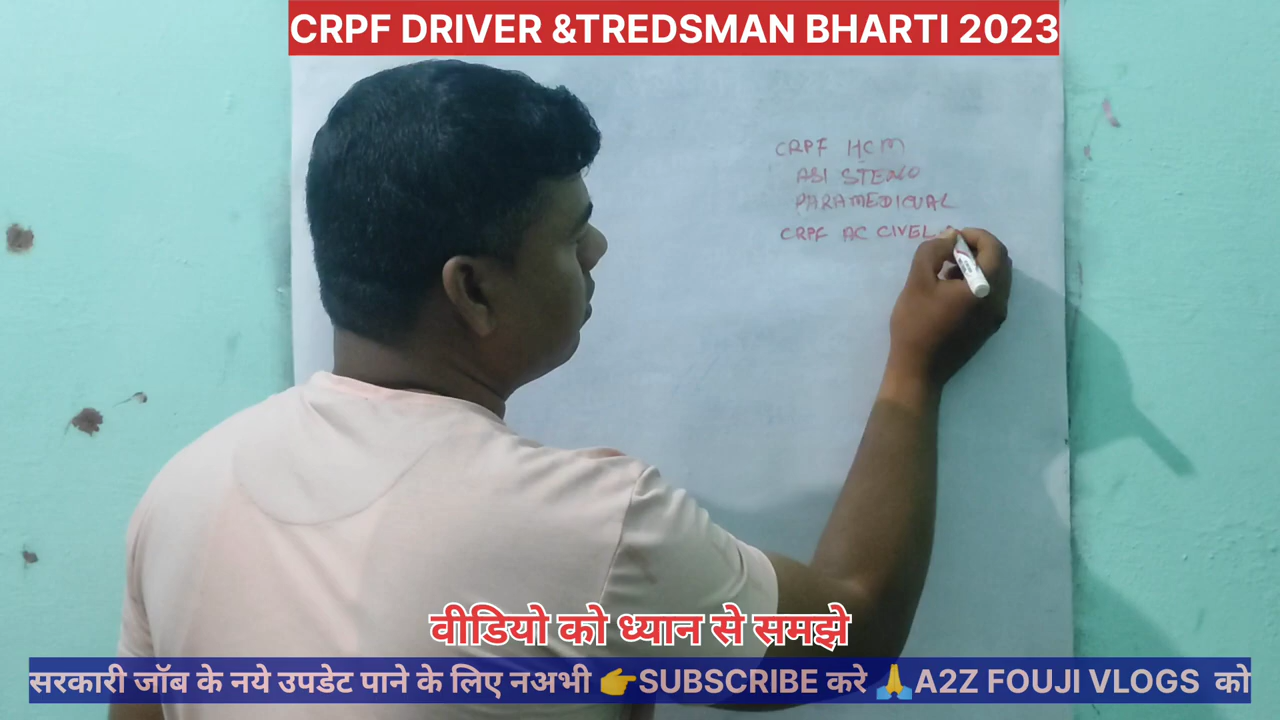 CRPF DRIVER &TREDSMAN BHARTI 2023
CRPF HCM
ASI STENO
PARAMEDICUAL
CRPF AC CIVEL
वीडियो को ध्यान से समझे
सरकारी जॉब के नये उपडेट पाने के लिए नअभी 👉SUBSCRIBE करे 🙏A2Z FOUJI VLOGS को